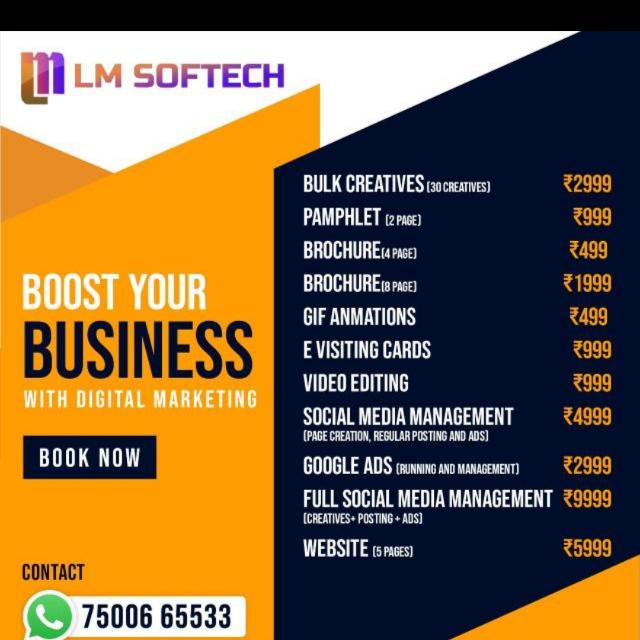 LM SOFTECH
BOOST YOUR
BUSINESS
WITH DIGITAL MARKETING
BOOK NOW
CONTACT
75006 65533
BULK CREATIVES (30 CREATIVES) ₹2999
PAMPHLET (2 PAGE) ₹999
BROCHURE(4 PAGE) ₹499
BROCHURE(8 PAGE) ₹1999
GIF ANMATIONS ₹499
E VISITING CARDS ₹999
VIDEO EDITING ₹999
SOCIAL MEDIA MANAGEMENT ₹4999
(PAGE CREATION, REGULAR POSTING AND ADS)
GOOGLE ADS (RUNNING AND MANAGEMENT) ₹2999
FULL SOCIAL MEDIA MANAGEMENT ₹9999
(CREATIVES+ POSTING + ADS)
WEBSITE (5 PAGES) ₹5999